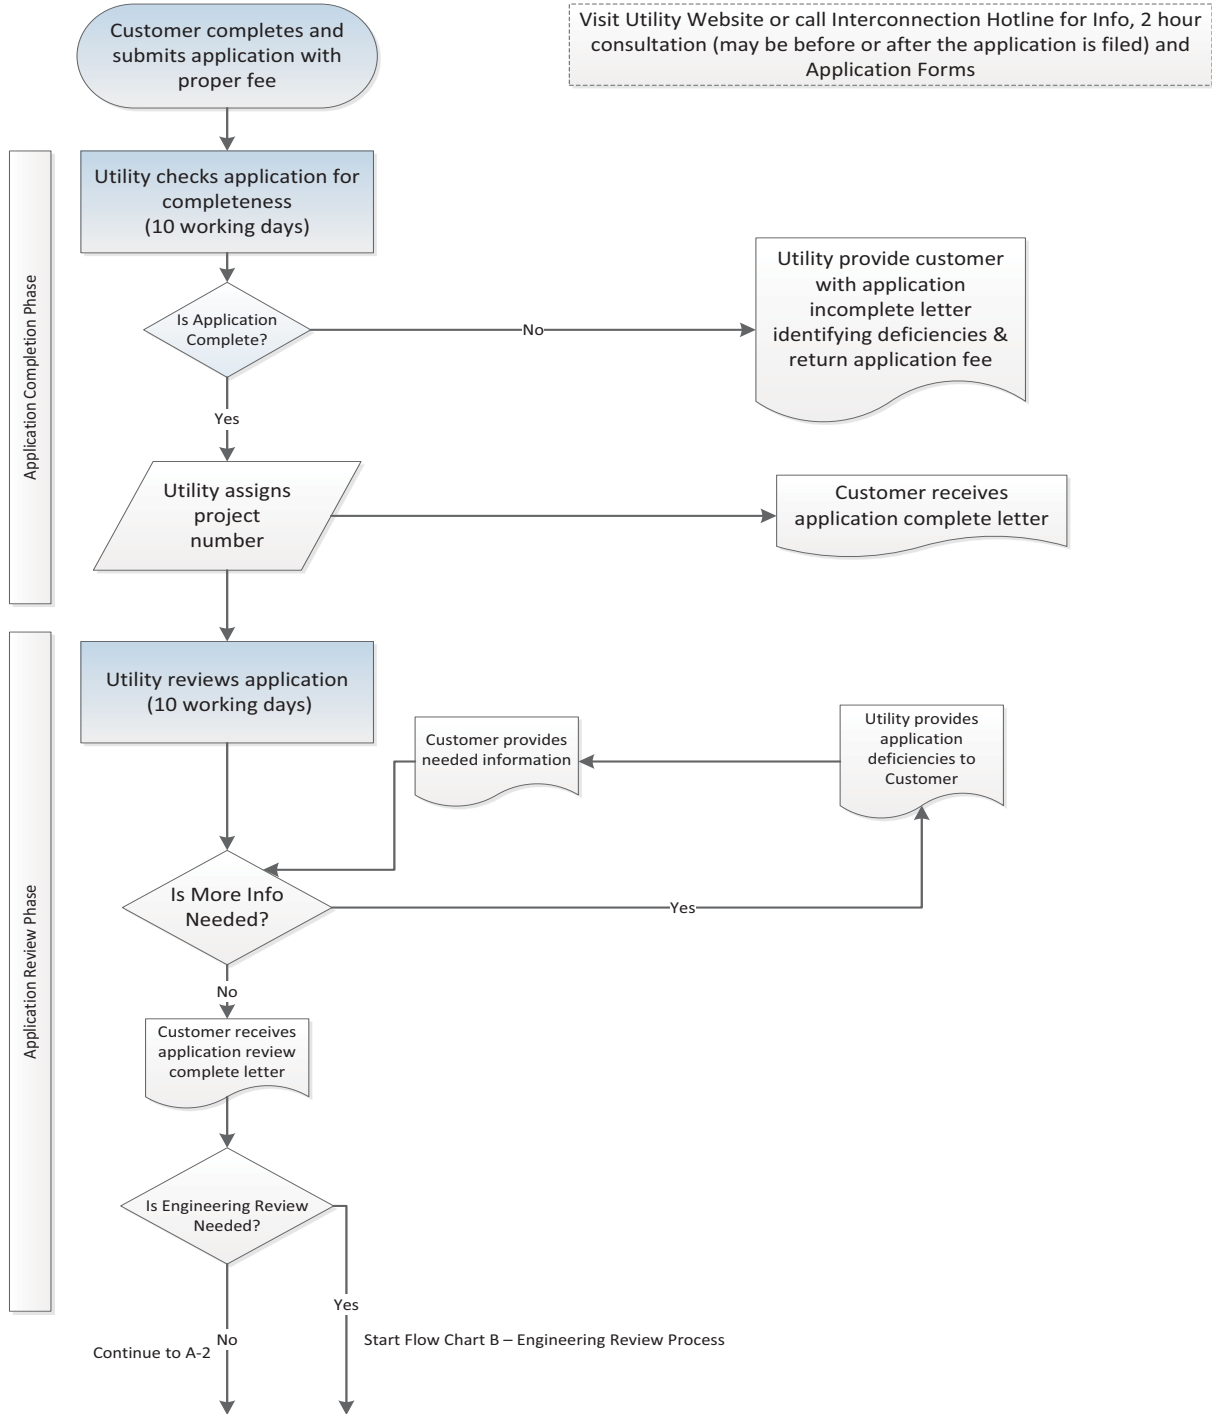 Customer completes and
submits application with
proper fee
Visit Utility Website or call Interconnection Hotline for Info, 2 hour
consultation (may be before or after the application is filed) and
Application Forms
Application Completion Phase
Utility checks application for
completeness
(10 working days)
Is Application
Complete?
No
Utility provide customer
with application
incomplete letter
identifying deficiencies &
return application fee
Yes
Utility assigns
project
number
Customer receives
application complete letter
Application Review Phase
Utility reviews application
(10 working days)
Customer provides
needed information
Utility provides
application
deficiencies to
Customer
Is More Info
Needed?
Yes
No
Customer receives
application review
complete letter
Is Engineering Review
Needed?
Yes
No
Continue to A-2
Start Flow Chart B – Engineering Review Process